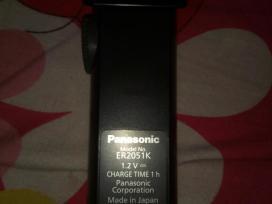 Panasonic
Model No.
ER2051K
1.2 V ⎓
CHARGE TIME 1 h
Panasonic
Corporation
Made in Japan